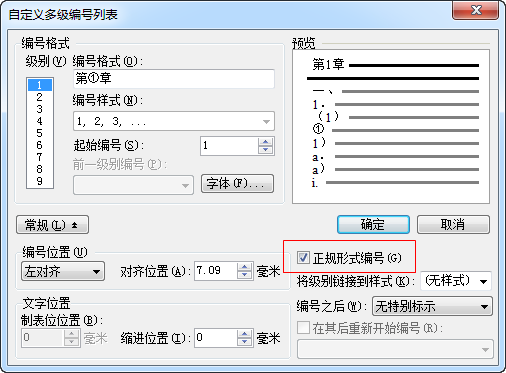 自定义多级编号列表
编号格式
级别(V) 编号格式(O):
第①章
1
2
3
4
5
6
7
8
9
编号样式(N):
1, 2, 3, ...
起始编号(S): 1
前一级别编号(P):
字体(F)...
预览
第1章
一、
1.
(1)
①
1)
a.
a)
i.
常规(L)
确定 取消
编号位置(U)
左对齐 对齐位置(A): 7.09 毫米
正规形式编号(G)
将级别链接到样式(K): (无样式)
文字位置
制表位位置(B):
0 毫米 缩进位置(I): 0 毫米
编号之后(W): 无特别标示
在其后重新开始编号(R):